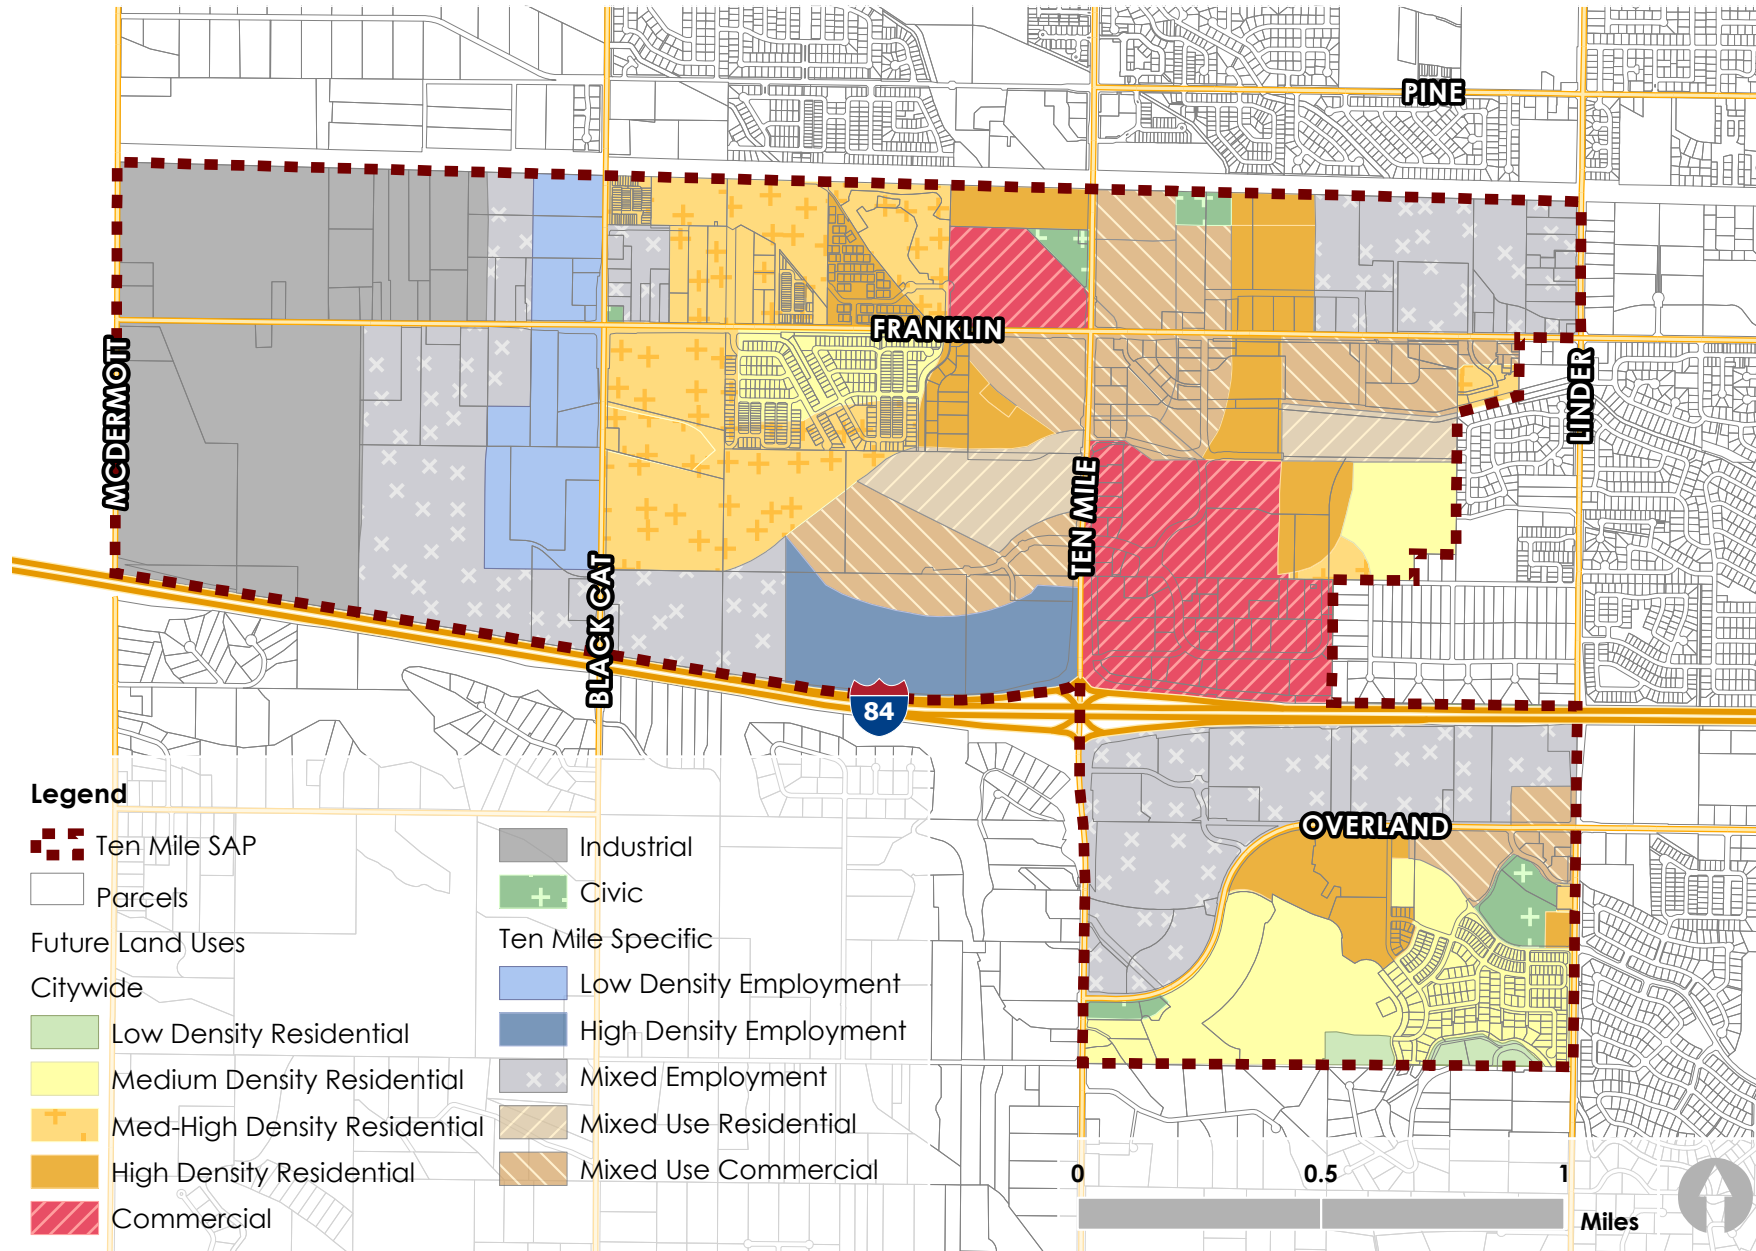 PINE
FRANKLIN
MCDERMOTT
LINDER
TEN MILE
BLACK CAT
84
OVERLAND
Legend
Ten Mile SAP
Parcels
Future Land Uses
Citywide
Low Density Residential
Medium Density Residential
Med-High Density Residential
High Density Residential
Commercial
Industrial
Civic
Ten Mile Specific
Low Density Employment
High Density Employment
Mixed Employment
Mixed Use Residential
Mixed Use Commercial
0 0.5 1
Miles